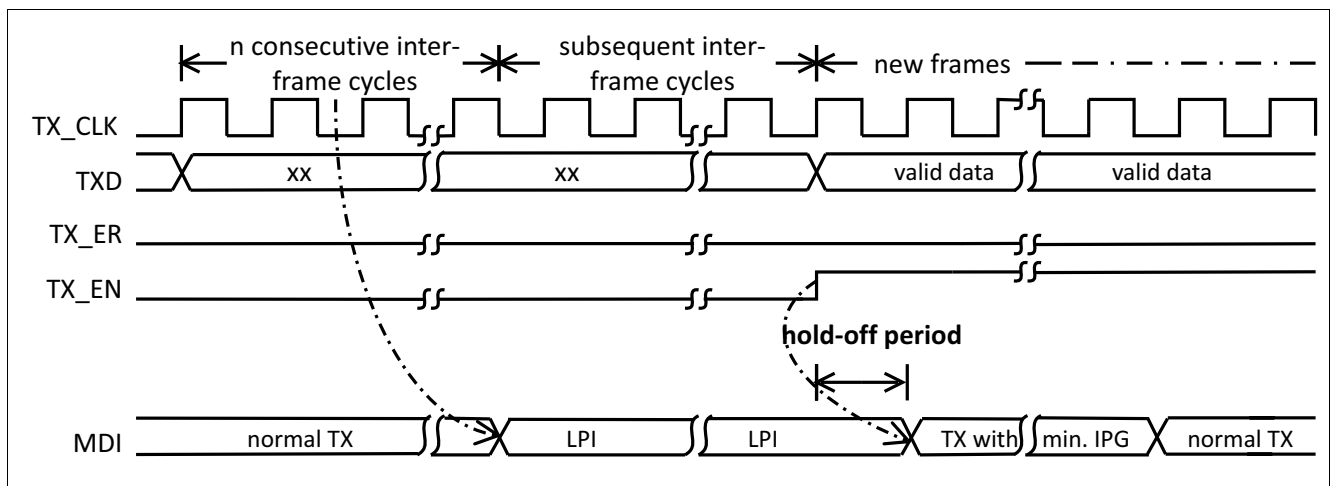 n consecutive inter-
frame cycles
subsequent inter-
frame cycles
new frames
TX_CLK
TXD
xx
xx
valid data
valid data
TX_ER
TX_EN
hold-off period
MDI
normal TX
LPI
LPI
TX with
min. IPG
normal TX